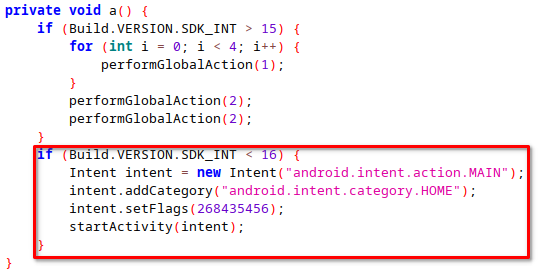 private void a() {
    if (Build.VERSION.SDK_INT > 15) {
        for (int i = 0; i < 4; i++) {
            performGlobalAction(1);
        }
        performGlobalAction(2);
        performGlobalAction(2);
    }
    if (Build.VERSION.SDK_INT < 16) {
        Intent intent = new Intent("android.intent.action.MAIN");
        intent.addCategory("android.intent.category.HOME");
        intent.setFlags(268435456);
        startActivity(intent);
    }
}